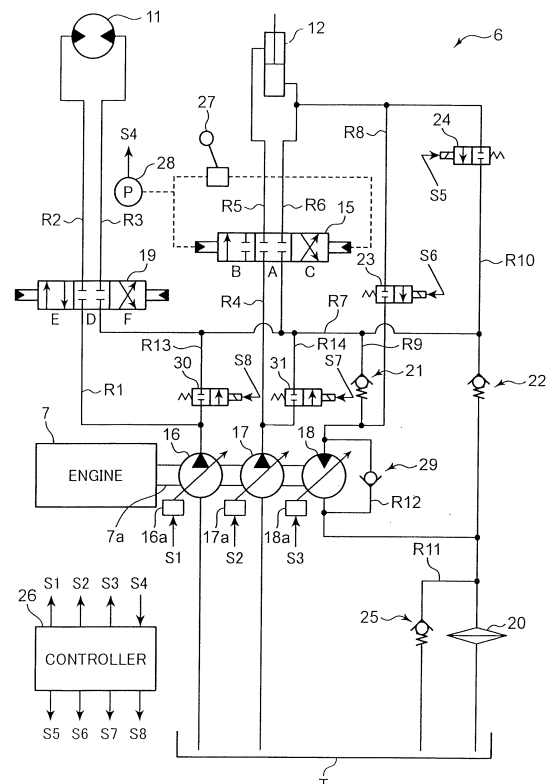 11
12
6
27
S4
28
P
R8
24
S5
R2
R3
R5
R6
15
B A C
19
R4
23
S6
R10
E D F
R7
R13
R14
R9
R1
30
S8
31
S7
21
22
7
16
17
18
ENGINE
29
R12
7a
16a
17a
18a
S1
S2
S3
R11
S1 S2 S3 S4
26
25
20
CONTROLLER
S5 S6 S7 S8
T